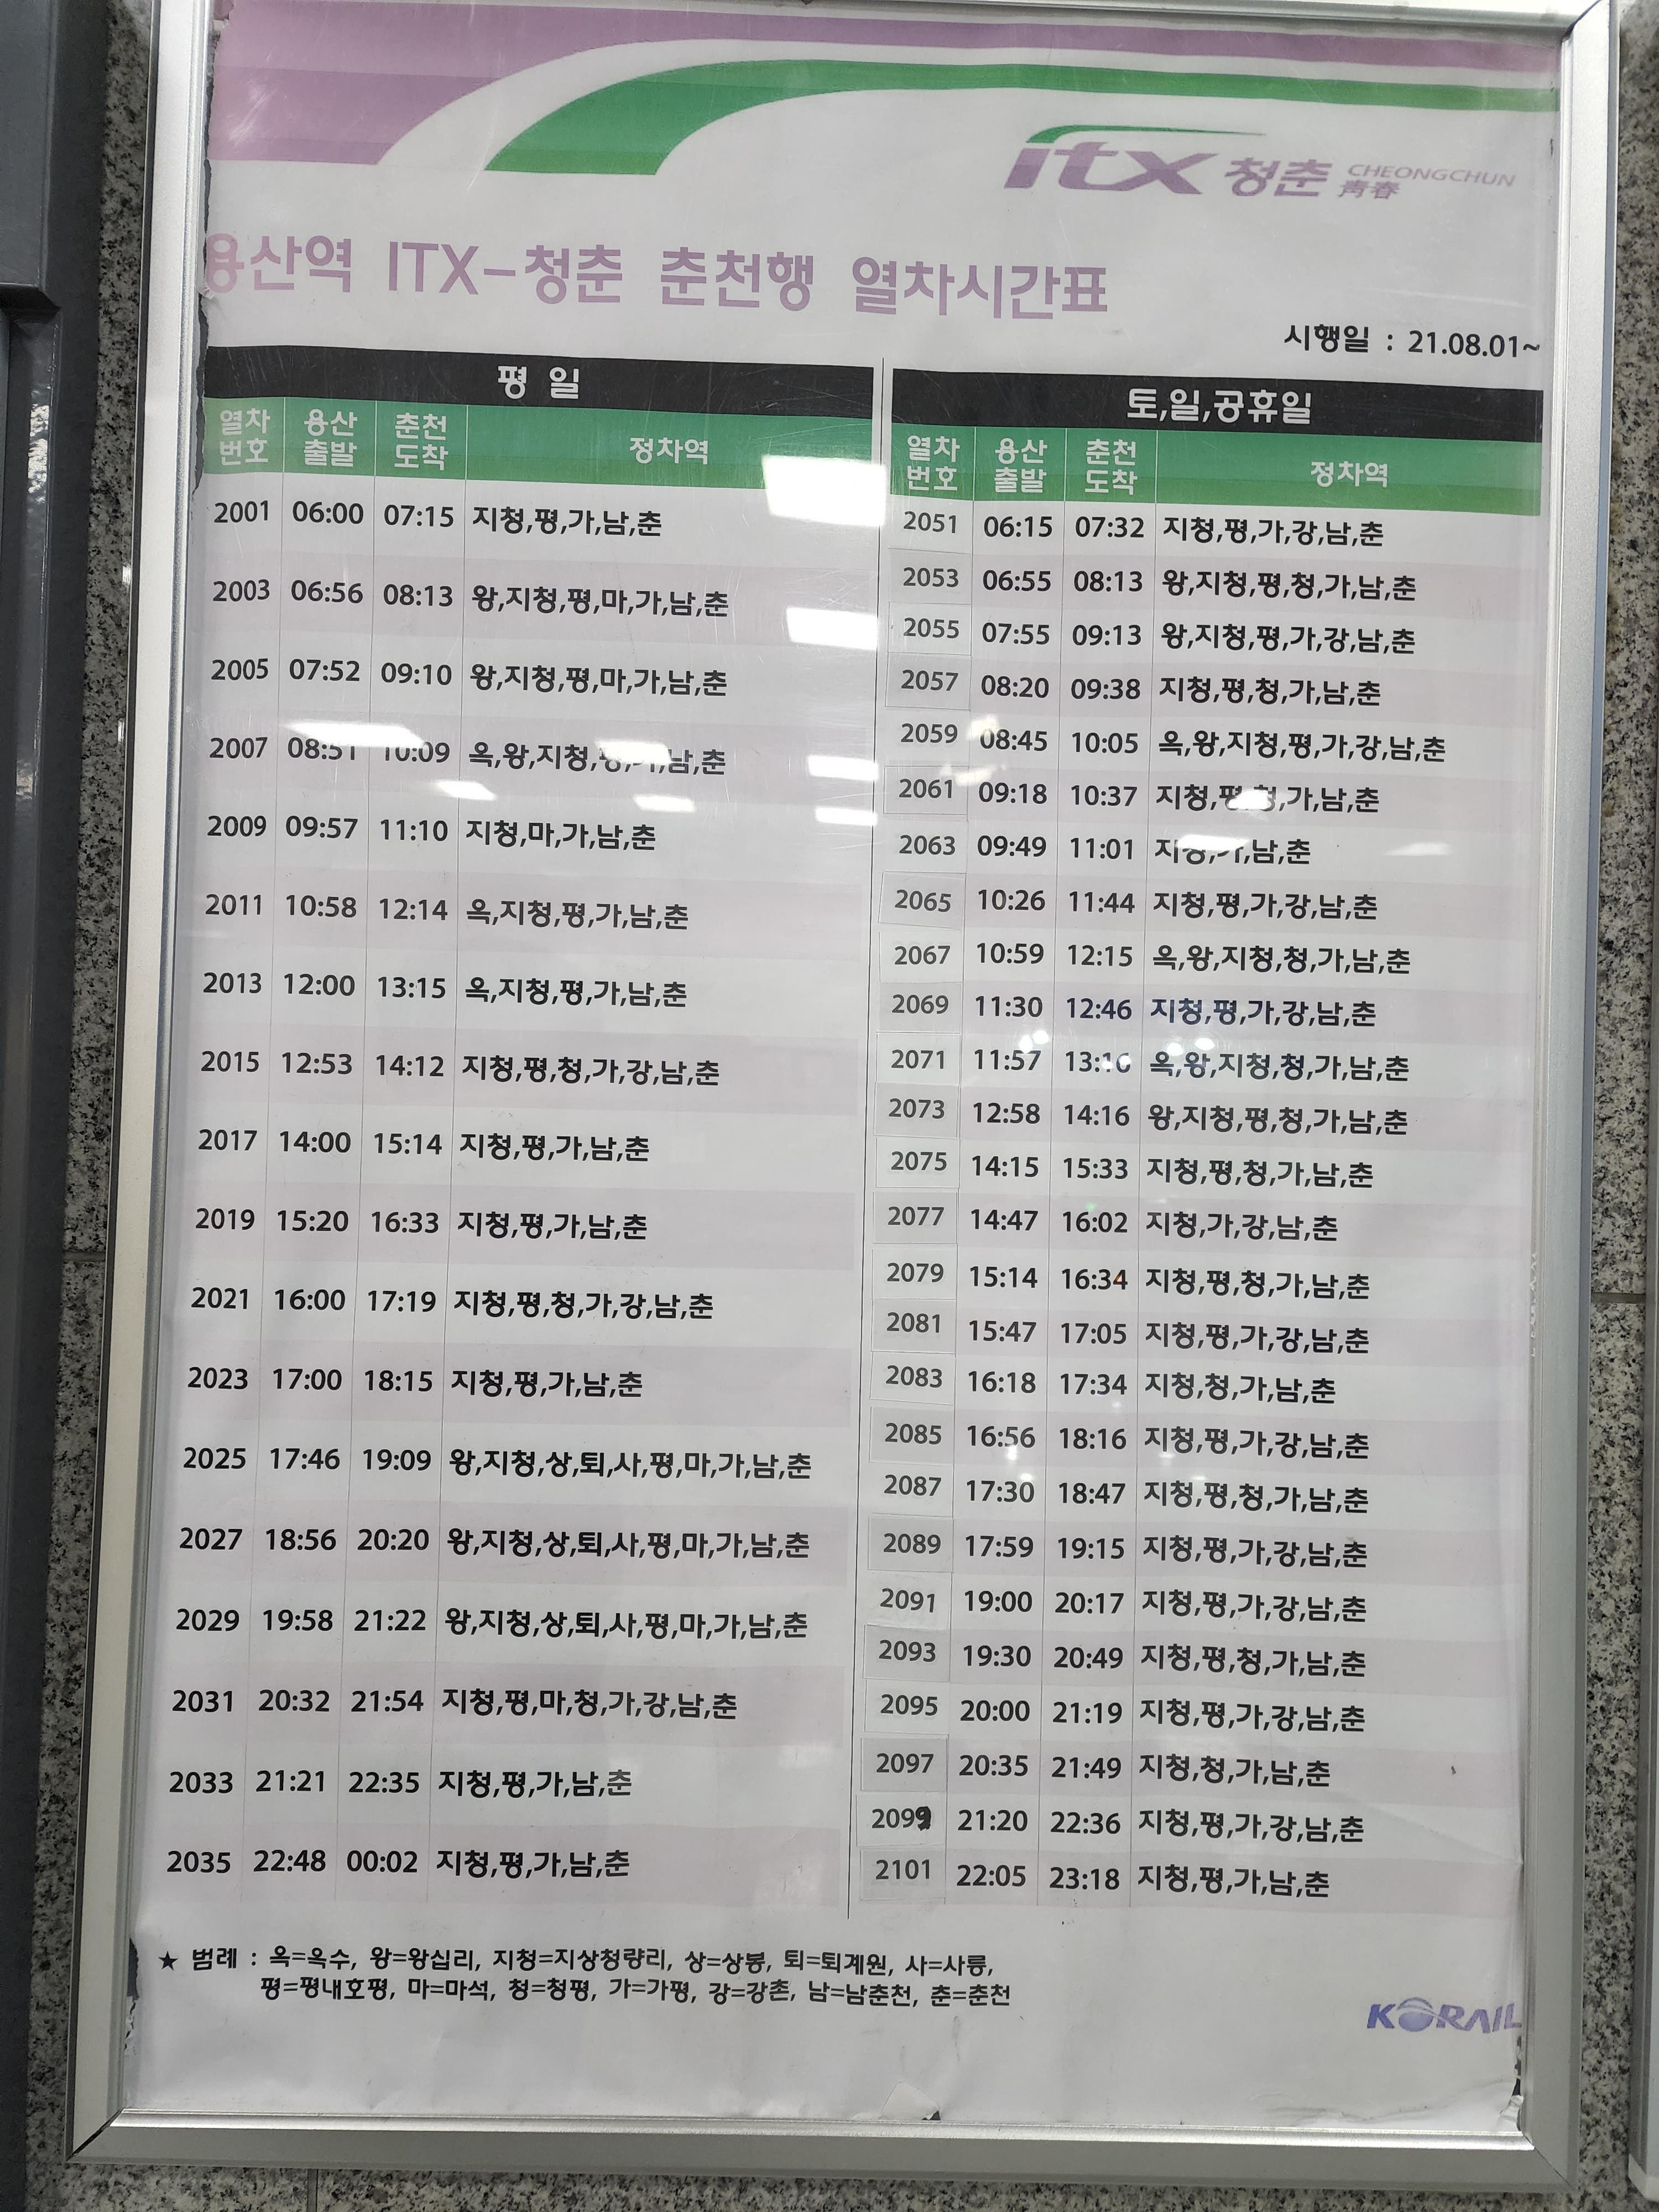 itx 청춘 CHEONGCHUN
靑春
용산역 ITX-청춘 춘천행 열차시간표
시행일 : 21.08.01~
평 일
열차번호 용산출발 춘천도착 정차역
2001 06:00 07:15 지청,평,가,남,춘
2003 06:56 08:13 왕,지청,평,마,가,남,춘
2005 07:52 09:10 왕,지청,평,마,가,남,춘
2007 08:51 10:09 옥,왕,지청,평,가,남,춘
2009 09:57 11:10 지청,마,가,남,춘
2011 10:58 12:14 옥,지청,평,가,남,춘
2013 12:00 13:15 옥,지청,평,가,남,춘
2015 12:53 14:12 지청,평,청,가,강,남,춘
2017 14:00 15:14 지청,평,가,남,춘
2019 15:20 16:33 지청,평,가,남,춘
2021 16:00 17:19 지청,평,청,가,강,남,춘
2023 17:00 18:15 지청,평,가,남,춘
2025 17:46 19:09 왕,지청,상,퇴,사,평,마,가,남,춘
2027 18:56 20:20 왕,지청,상,퇴,사,평,마,가,남,춘
2029 19:58 21:22 왕,지청,상,퇴,사,평,마,가,남,춘
2031 20:32 21:54 지청,평,마,청,가,강,남,춘
2033 21:21 22:35 지청,평,가,남,춘
2035 22:48 00:02 지청,평,가,남,춘
토,일,공휴일
열차번호 용산출발 춘천도착 정차역
2051 06:15 07:32 지청,평,가,강,남,춘
2053 06:55 08:13 왕,지청,평,청,가,남,춘
2055 07:55 09:13 왕,지청,평,가,강,남,춘
2057 08:20 09:38 지청,평,청,가,남,춘
2059 08:45 10:05 옥,왕,지청,평,가,강,남,춘
2061 09:18 10:37 지청,평,청,가,남,춘
2063 09:49 11:01 지청,가,남,춘
2065 10:26 11:44 지청,평,가,강,남,춘
2067 10:59 12:15 옥,왕,지청,청,가,남,춘
2069 11:30 12:46 지청,평,가,강,남,춘
2071 11:57 13:16 옥,왕,지청,청,가,남,춘
2073 12:58 14:16 왕,지청,평,청,가,남,춘
2075 14:15 15:33 지청,평,청,가,남,춘
2077 14:47 16:02 지청,가,강,남,춘
2079 15:14 16:34 지청,평,청,가,남,춘
2081 15:47 17:05 지청,평,가,강,남,춘
2083 16:18 17:34 지청,청,가,남,춘
2085 16:56 18:16 지청,평,가,강,남,춘
2087 17:30 18:47 지청,평,청,가,남,춘
2089 17:59 19:15 지청,평,가,강,남,춘
2091 19:00 20:17 지청,평,가,강,남,춘
2093 19:30 20:49 지청,평,청,가,남,춘
2095 20:00 21:19 지청,평,가,강,남,춘
2097 20:35 21:49 지청,청,가,남,춘
2099 21:20 22:36 지청,평,가,강,남,춘
2101 22:05 23:18 지청,평,가,남,춘
★ 범례 : 옥=옥수, 왕=왕십리, 지청=지상청량리, 상=상봉, 퇴=퇴계원, 사=사릉,
평=평내호평, 마=마석, 청=청평, 가=가평, 강=강촌, 남=남춘천, 춘=춘천
KORAIL